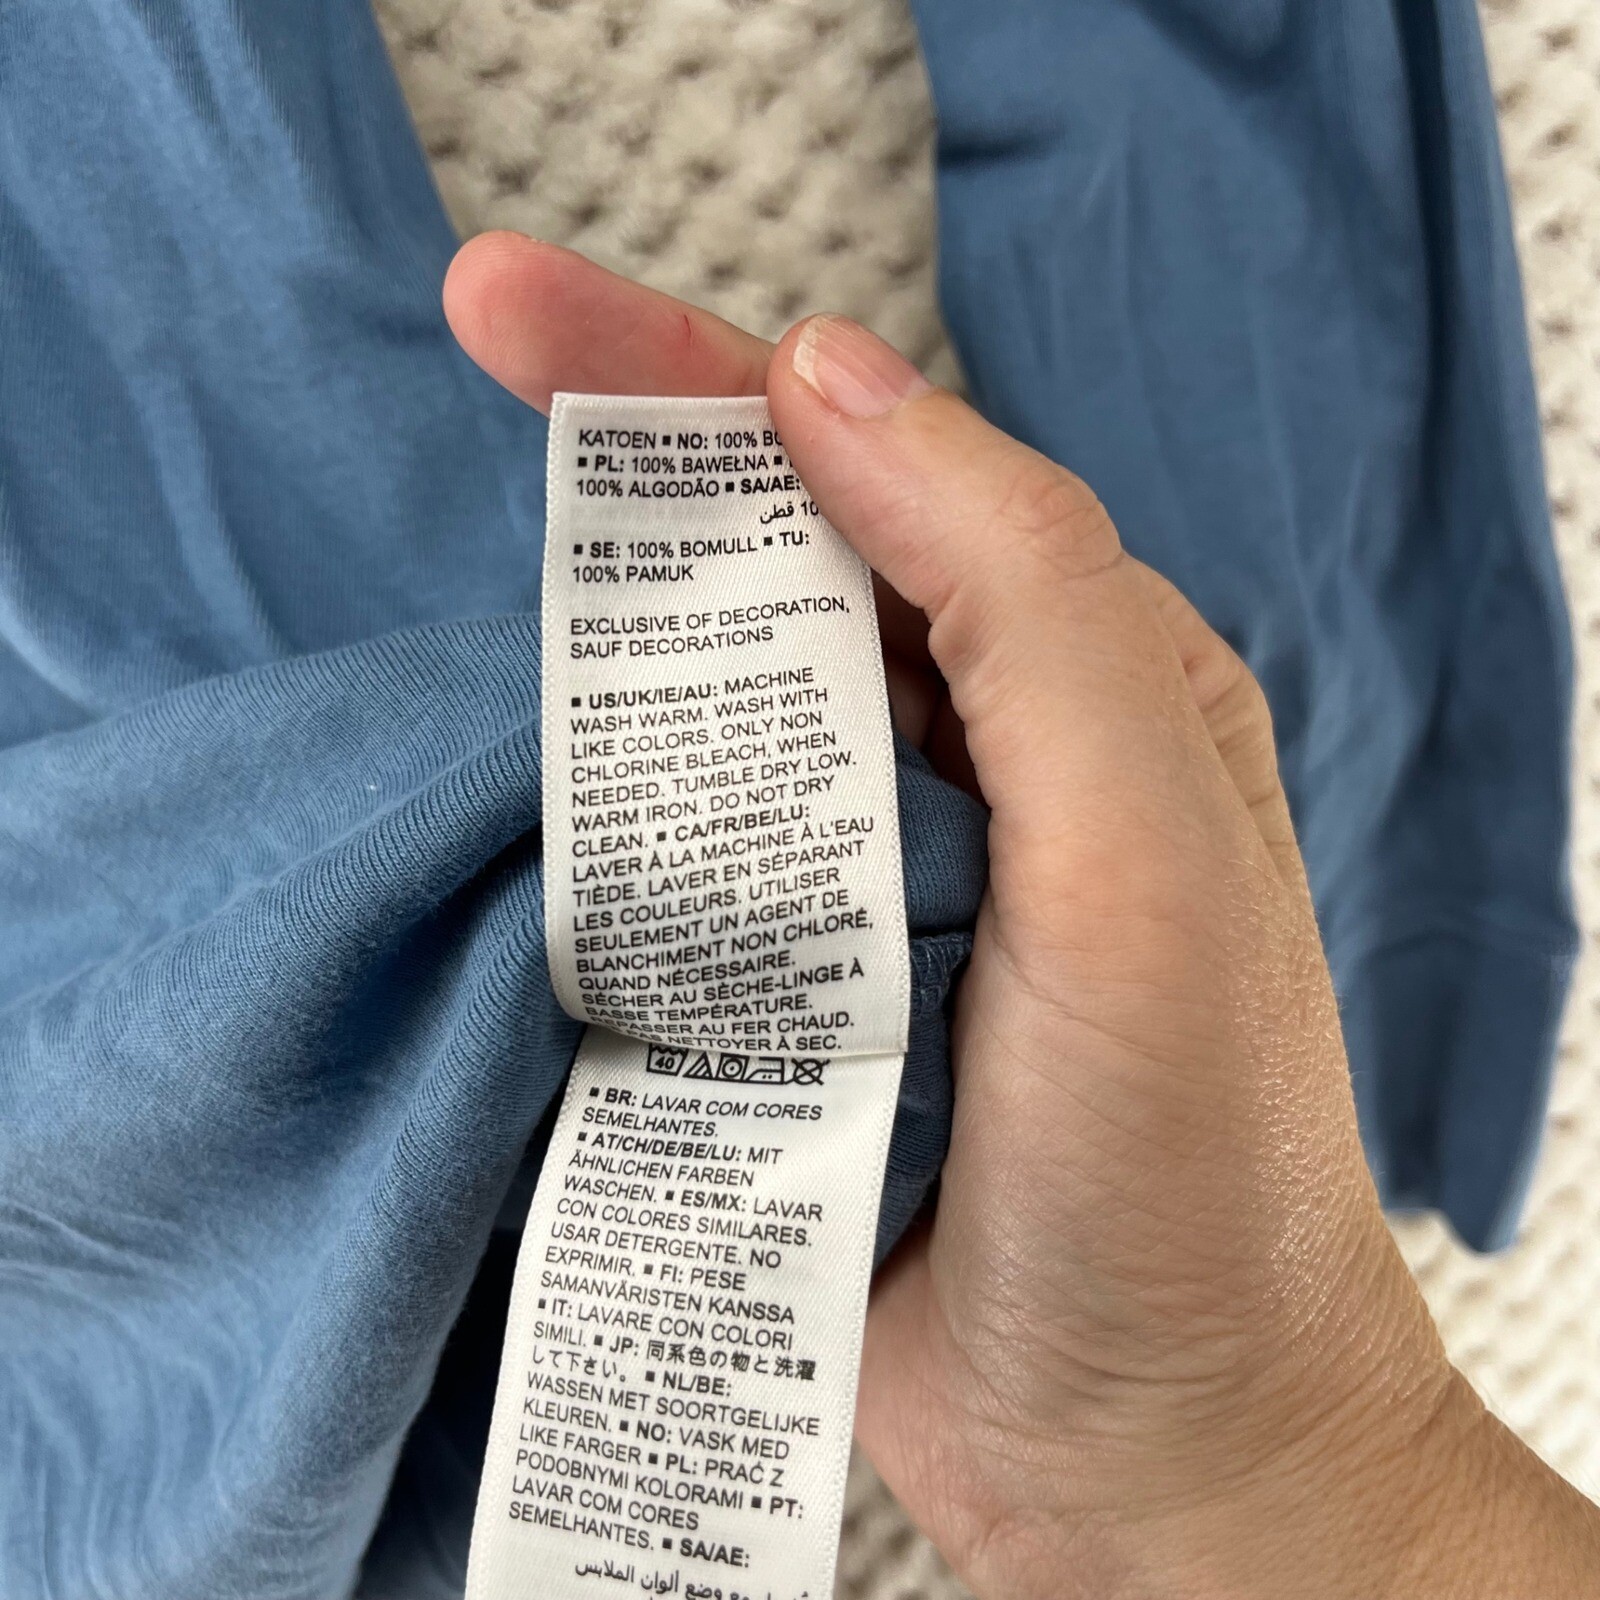 KATOEN ▪ NO: 100%
▪ PL: 100% BAWEŁNA ▪
100% ALGODÃO ▪ SA/AE:
قطن
▪ SE: 100% BOMULL ▪ TU:
100% PAMUK
EXCLUSIVE OF DECORATION,
SAUF DECORATIONS
▪ US/UK/IE/AU: MACHINE
WASH WARM. WASH WITH
LIKE COLORS. ONLY NON
CHLORINE BLEACH, WHEN
NEEDED. TUMBLE DRY LOW.
WARM IRON. DO NOT DRY
CLEAN. ▪ CA/FR/BE/LU:
LAVER À LA MACHINE À L'EAU
TIÈDE. LAVER EN SÉPARANT
LES COULEURS. UTILISER
SEULEMENT UN AGENT DE
BLANCHIMENT NON CHLORÉ,
QUAND NÉCESSAIRE.
SÉCHER AU SÈCHE-LINGE À
BASSE TEMPÉRATURE.
REPASSER AU FER CHAUD.
PAS NETTOYER À SEC.
40
▪ BR: LAVAR COM CORES
SEMELHANTES.
▪ AT/CH/DE/BE/LU: MIT
ÄHNLICHEN FARBEN
WASCHEN. ▪ ES/MX: LAVAR
CON COLORES SIMILARES.
USAR DETERGENTE. NO
EXPRIMIR. ▪ FI: PESE
SAMANVÄRISTEN KANSSA
▪ IT: LAVARE CON COLORI
SIMILI. ▪ JP: 同系色の物と洗濯
して下さい。 ▪ NL/BE:
WASSEN MET SOORTGELIJKE
KLEUREN. ▪ NO: VASK MED
LIKE FARGER ▪ PL: PRAĆ Z
PODOBNYMI KOLORAMI ▪ PT:
LAVAR COM CORES
SEMELHANTES. ▪ SA/AE:
مع وضع ألوان الملابس